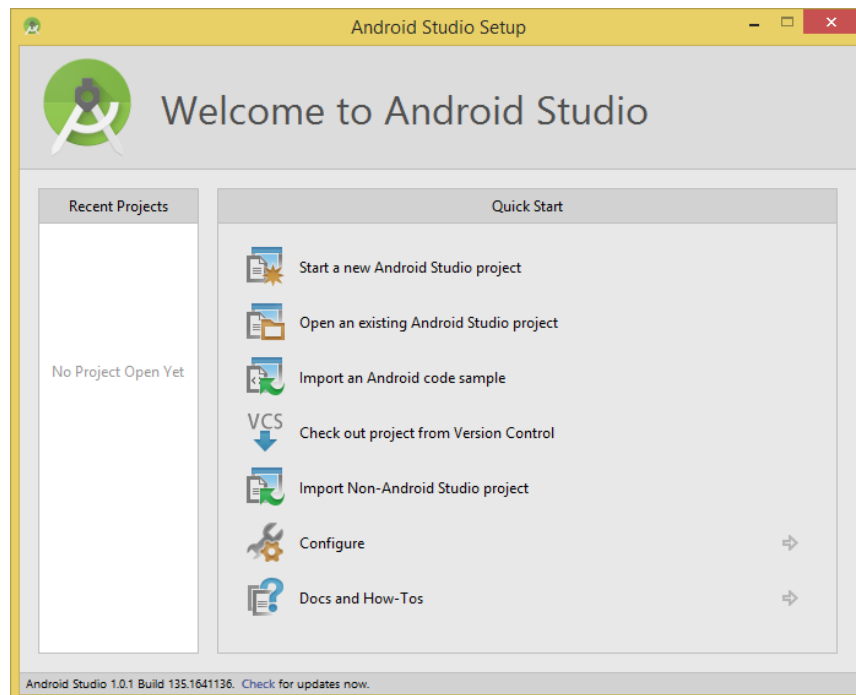 Android Studio Setup
Welcome to Android Studio
Recent Projects
No Project Open Yet
Quick Start
Start a new Android Studio project
Open an existing Android Studio project
Import an Android code sample
VCS
Check out project from Version Control
Import Non-Android Studio project
Configure
Docs and How-Tos
Android Studio 1.0.1 Build 135.1641136. Check for updates now.